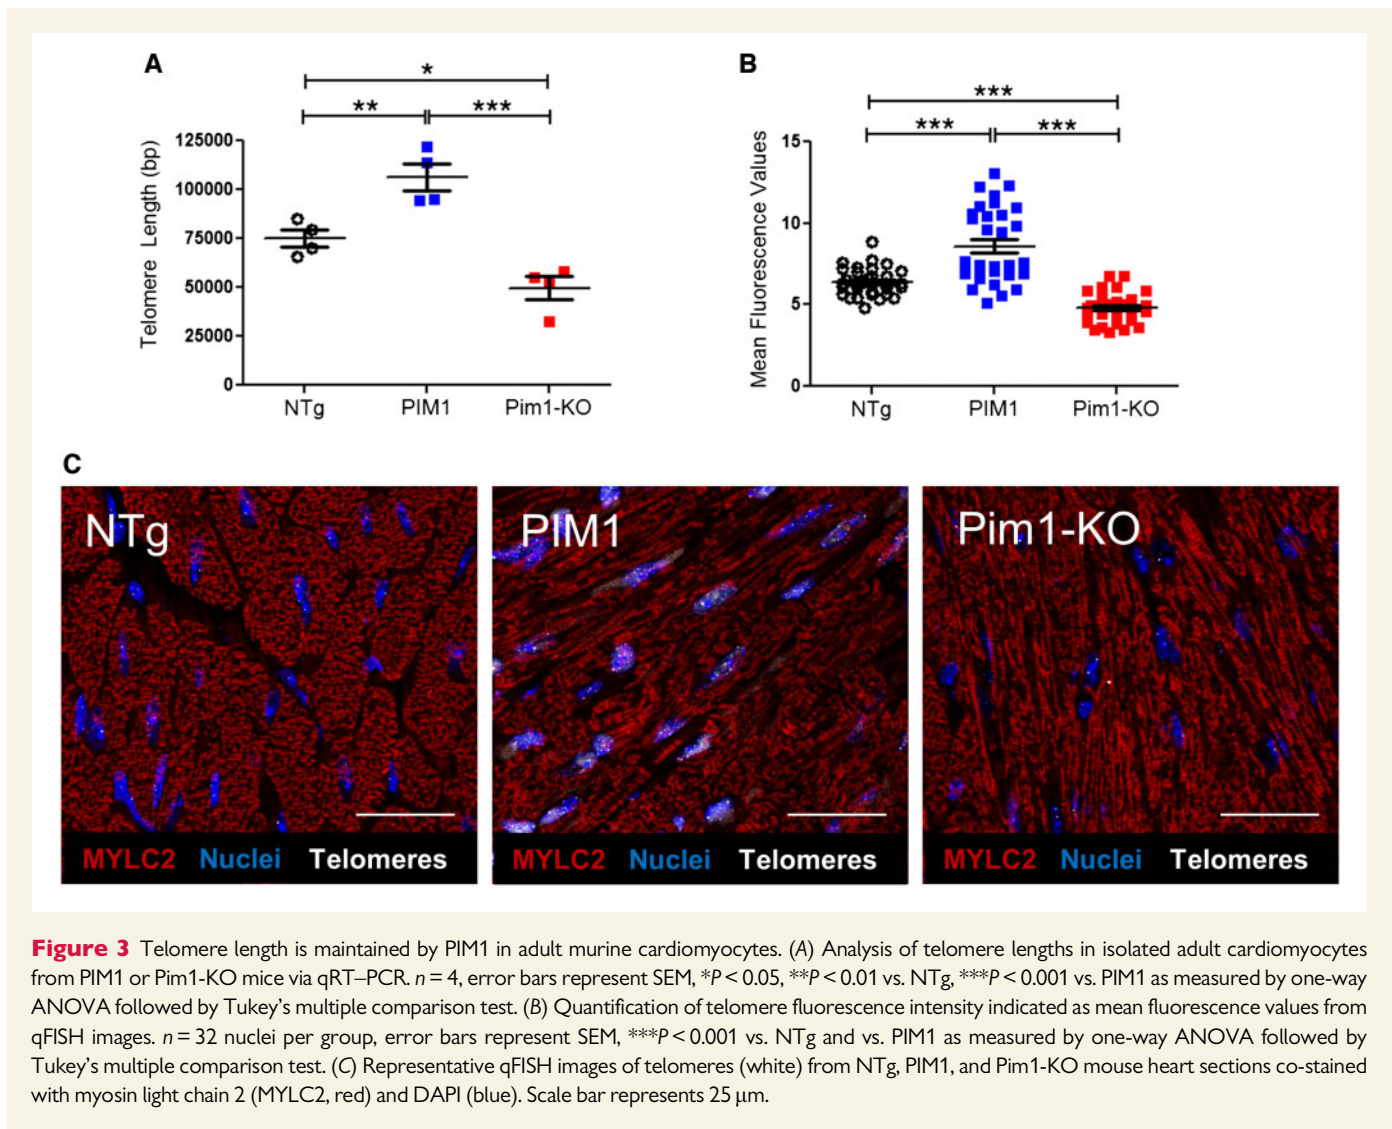 A
*
** ***
Telomere Length (bp)
125000
100000
75000
50000
25000
0
NTg PIM1 Pim1-KO
B
***
*** ***
Mean Fluorescence Values
15
10
5
0
NTg PIM1 Pim1-KO
C
NTg
MYLC2 Nuclei Telomeres
PIM1
MYLC2 Nuclei Telomeres
Pim1-KO
MYLC2 Nuclei Telomeres
Figure 3 Telomere length is maintained by PIM1 in adult murine cardiomyocytes. (A) Analysis of telomere lengths in isolated adult cardiomyocytes
from PIM1 or Pim1-KO mice via qRT–PCR. n = 4, error bars represent SEM, *P < 0.05, **P < 0.01 vs. NTg, ***P < 0.001 vs. PIM1 as measured by one-way
ANOVA followed by Tukey's multiple comparison test. (B) Quantification of telomere fluorescence intensity indicated as mean fluorescence values from
qFISH images. n = 32 nuclei per group, error bars represent SEM, ***P < 0.001 vs. NTg and vs. PIM1 as measured by one-way ANOVA followed by
Tukey's multiple comparison test. (C) Representative qFISH images of telomeres (white) from NTg, PIM1, and Pim1-KO mouse heart sections co-stained
with myosin light chain 2 (MYLC2, red) and DAPI (blue). Scale bar represents 25 μm.